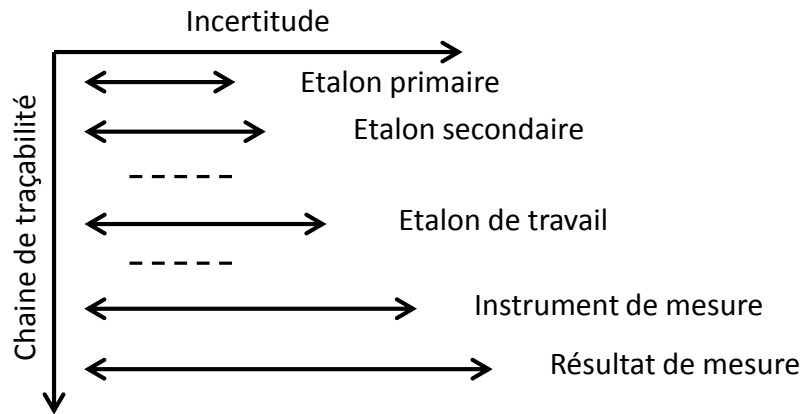 Incertitude
Etalon primaire
Etalon secondaire
Etalon de travail
Instrument de mesure
Résultat de mesure
Chaine de traçabilité